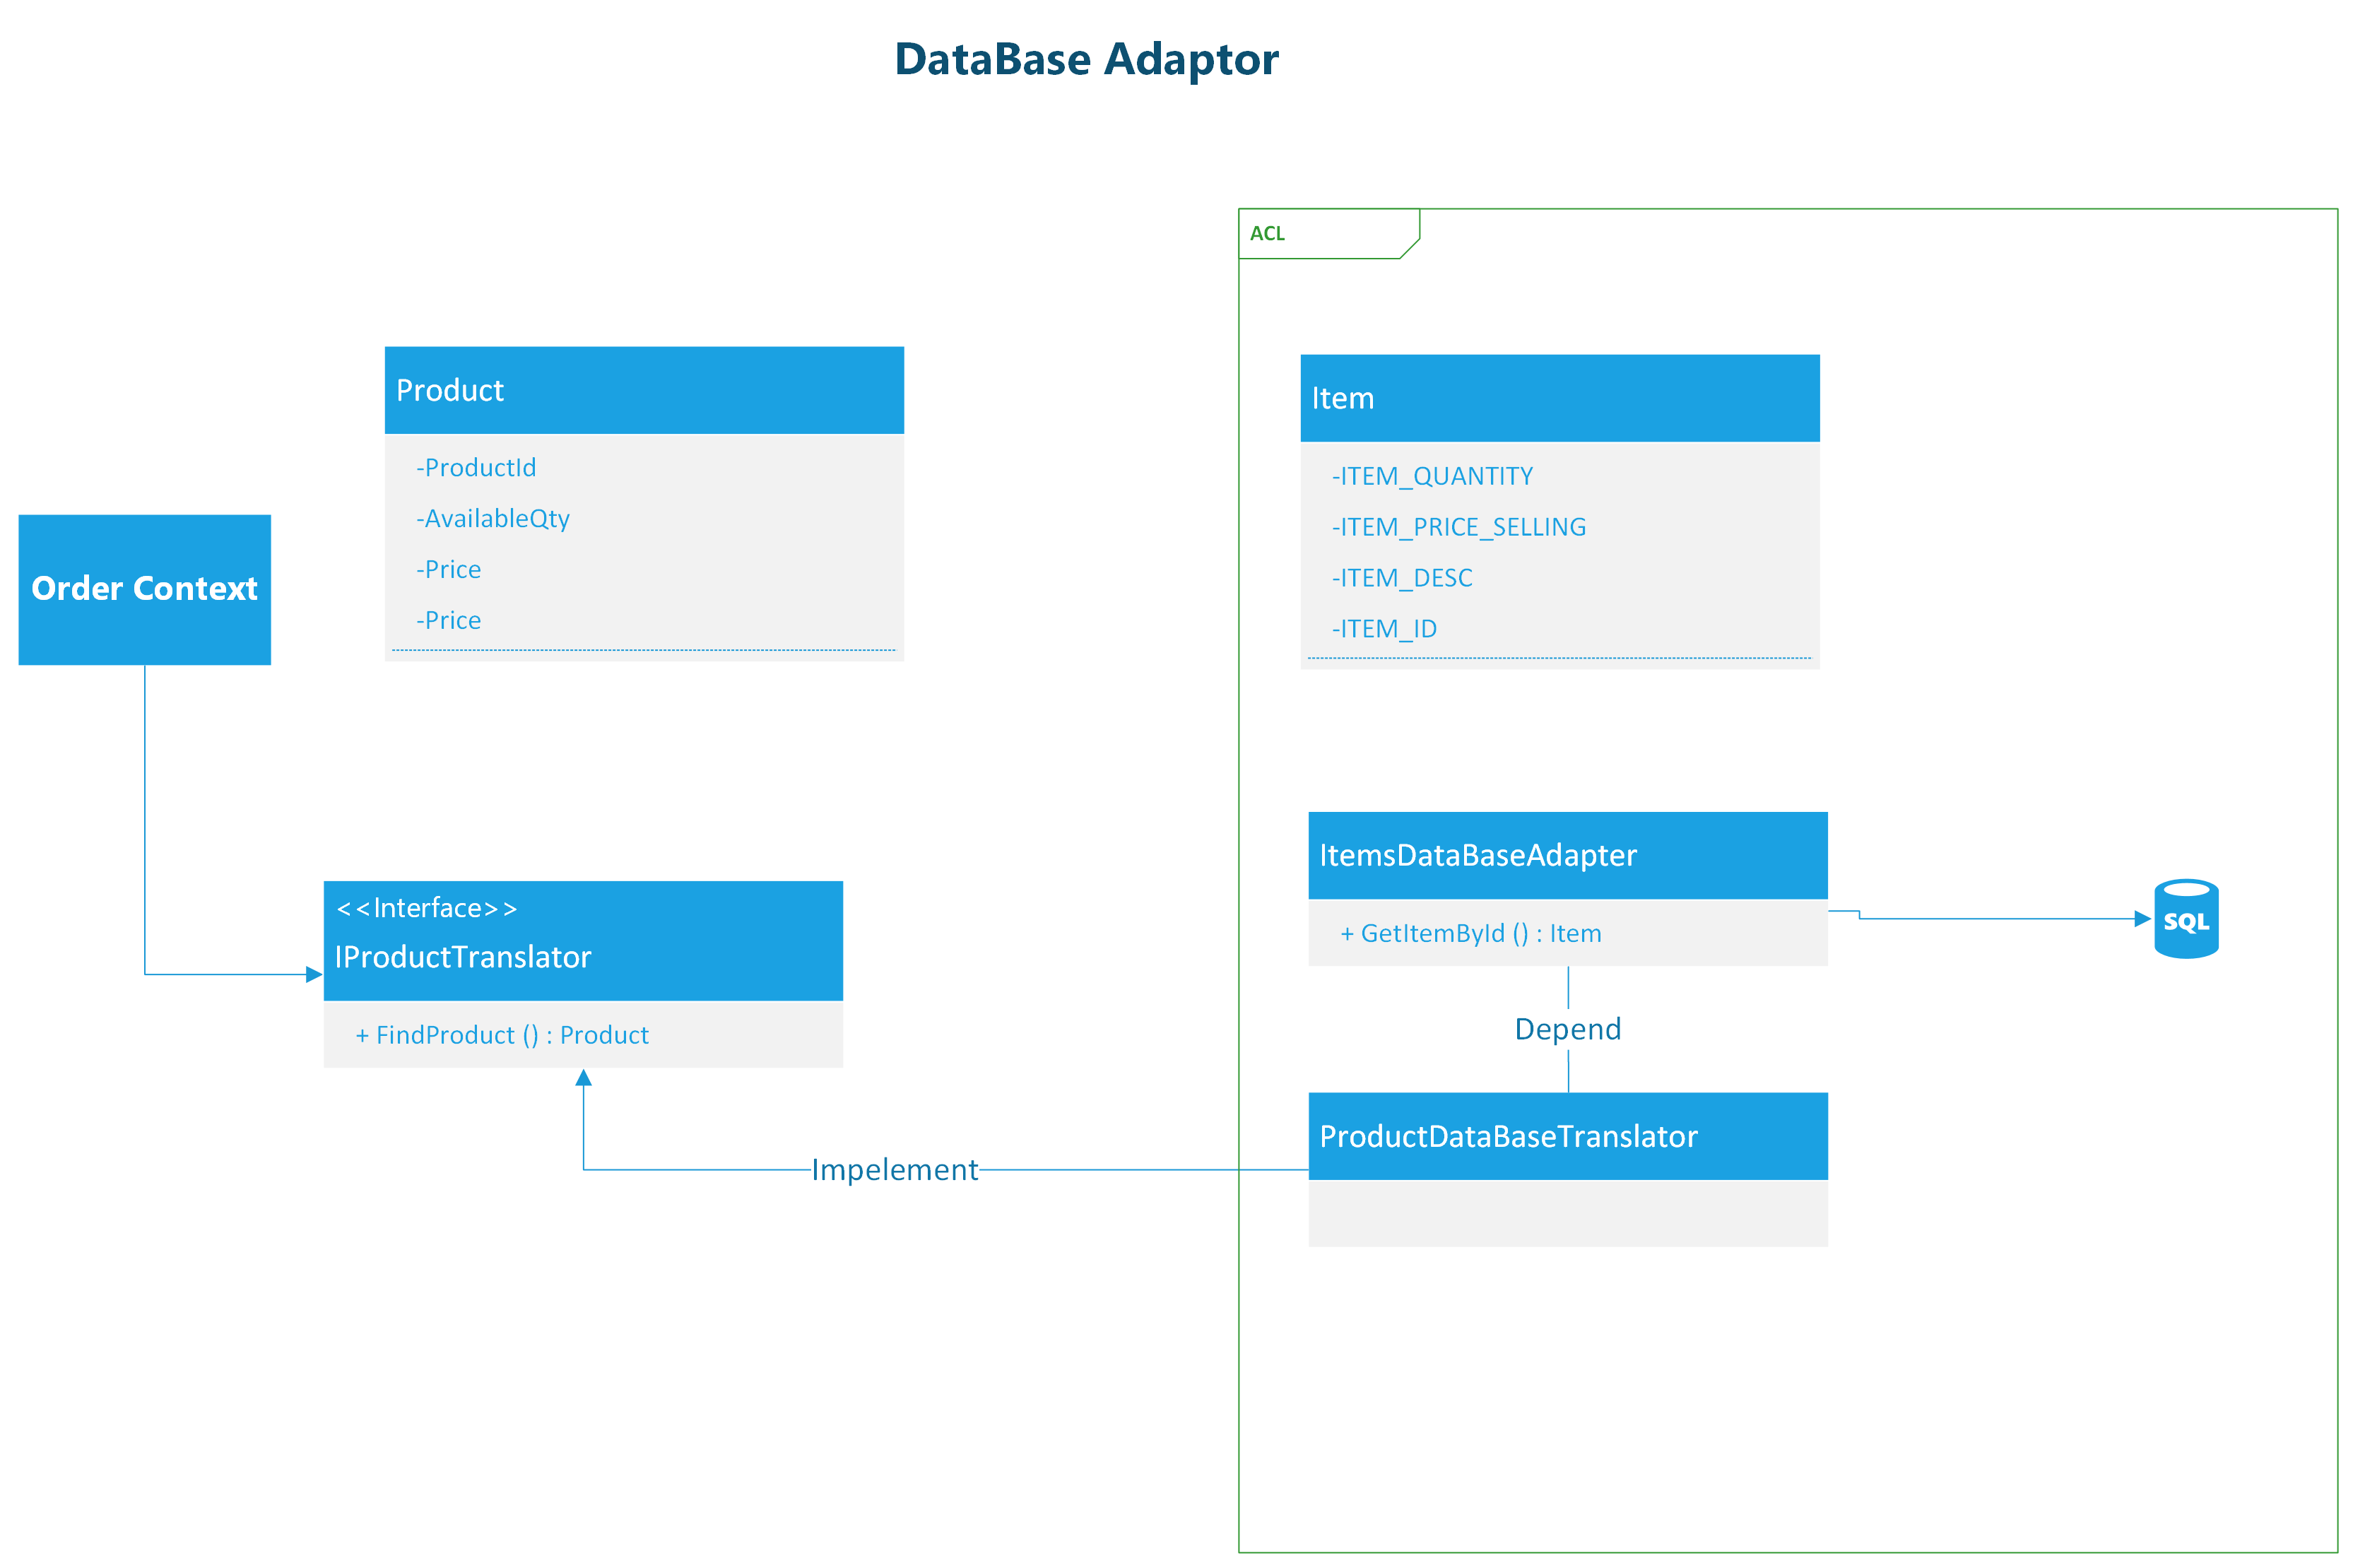 DataBase Adaptor
ACL
Product
-ProductId
-AvailableQty
-Price
-Price
Item
-ITEM_QUANTITY
-ITEM_PRICE_SELLING
-ITEM_DESC
-ITEM_ID
Order Context
<<Interface>>
IProductTranslator
+ FindProduct () : Product
ItemsDataBaseAdapter
+ GetItemById () : Item
SQL
Depend
ProductDataBaseTranslator
Impelement